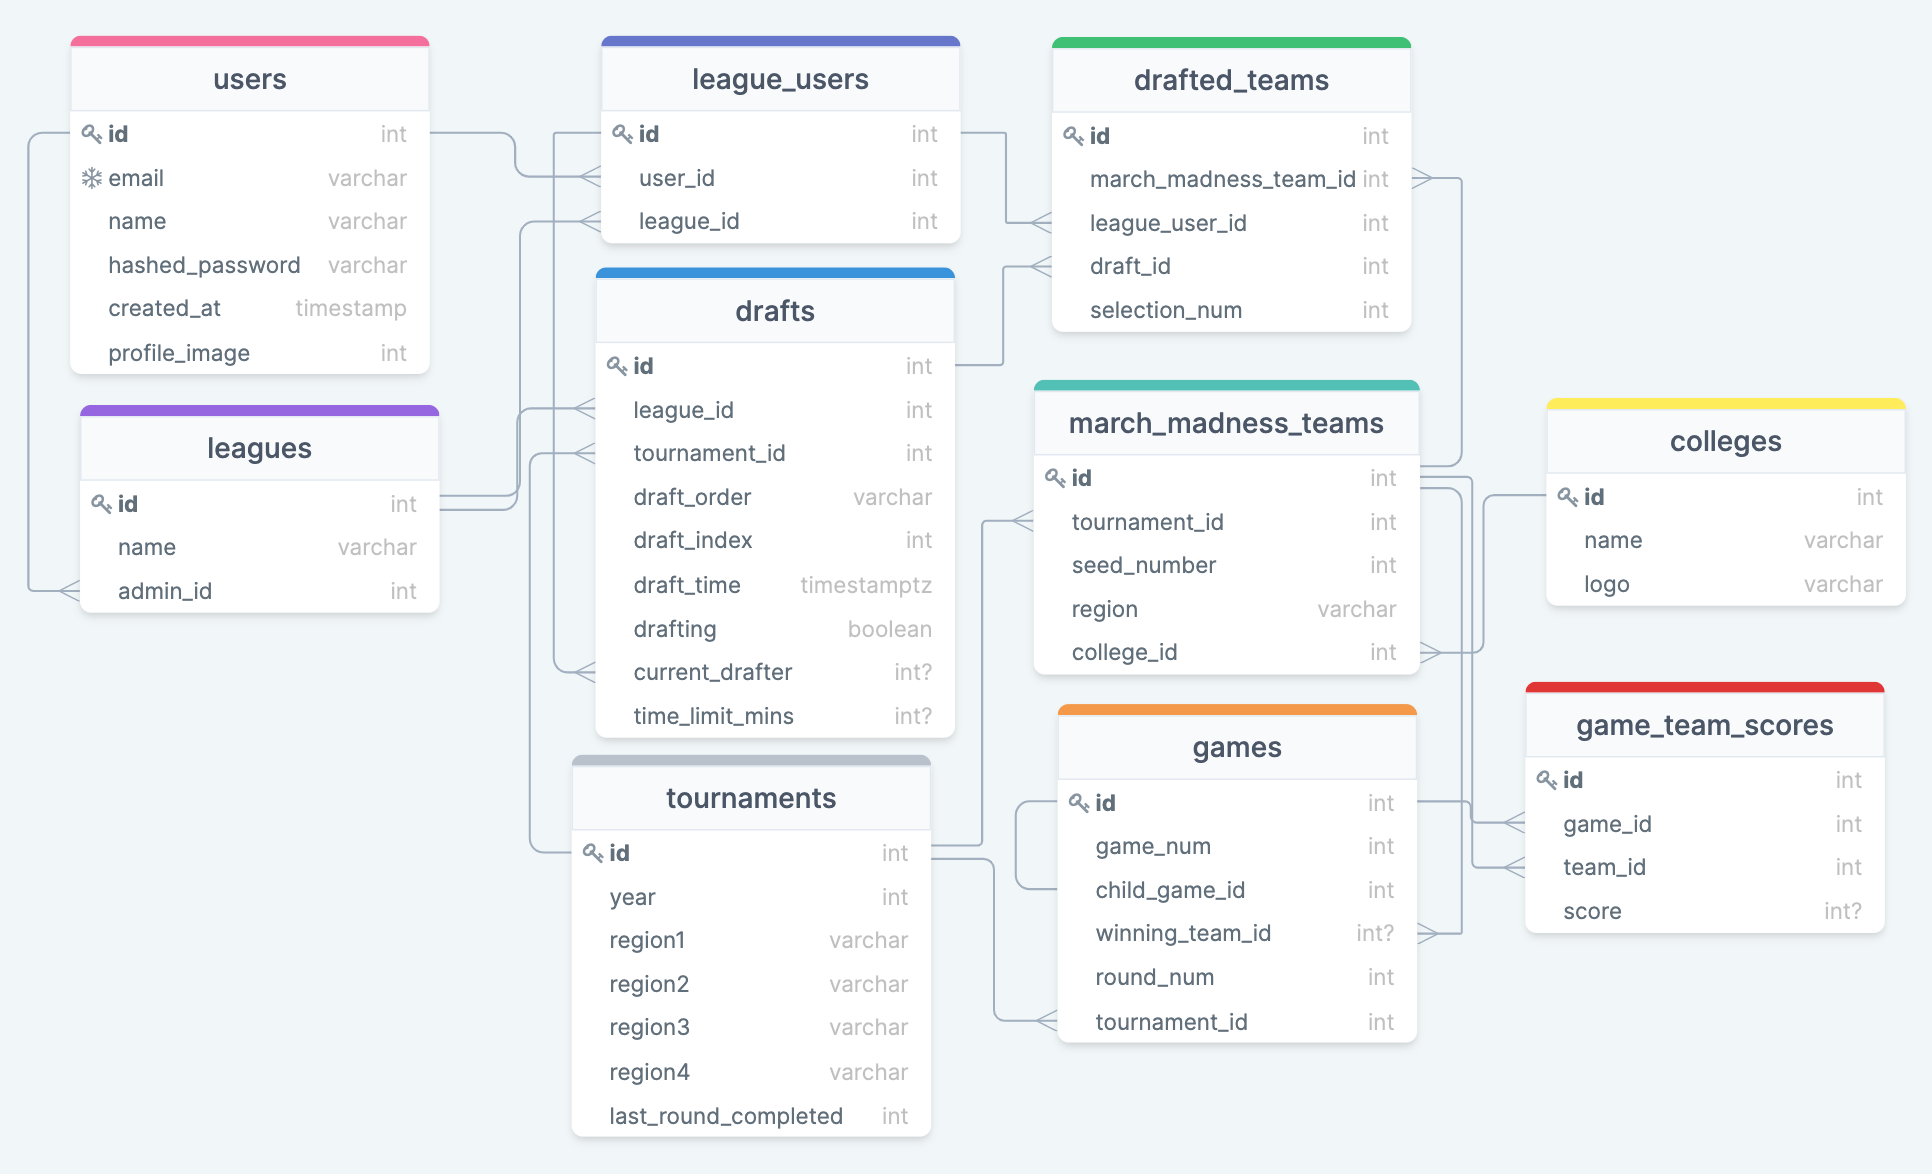 users
id int
email varchar
name varchar
hashed_password varchar
created_at timestamp
profile_image int
leagues
id int
name varchar
admin_id int
league_users
id int
user_id int
league_id int
drafts
id int
league_id int
tournament_id int
draft_order varchar
draft_index int
draft_time timestamptz
drafting boolean
current_drafter int?
time_limit_mins int?
tournaments
id int
year int
region1 varchar
region2 varchar
region3 varchar
region4 varchar
last_round_completed int
drafted_teams
id int
march_madness_team_id int
league_user_id int
draft_id int
selection_num int
march_madness_teams
id int
tournament_id int
seed_number int
region varchar
college_id int
games
id int
game_num int
child_game_id int
winning_team_id int?
round_num int
tournament_id int
colleges
id int
name varchar
logo varchar
game_team_scores
id int
game_id int
team_id int
score int?